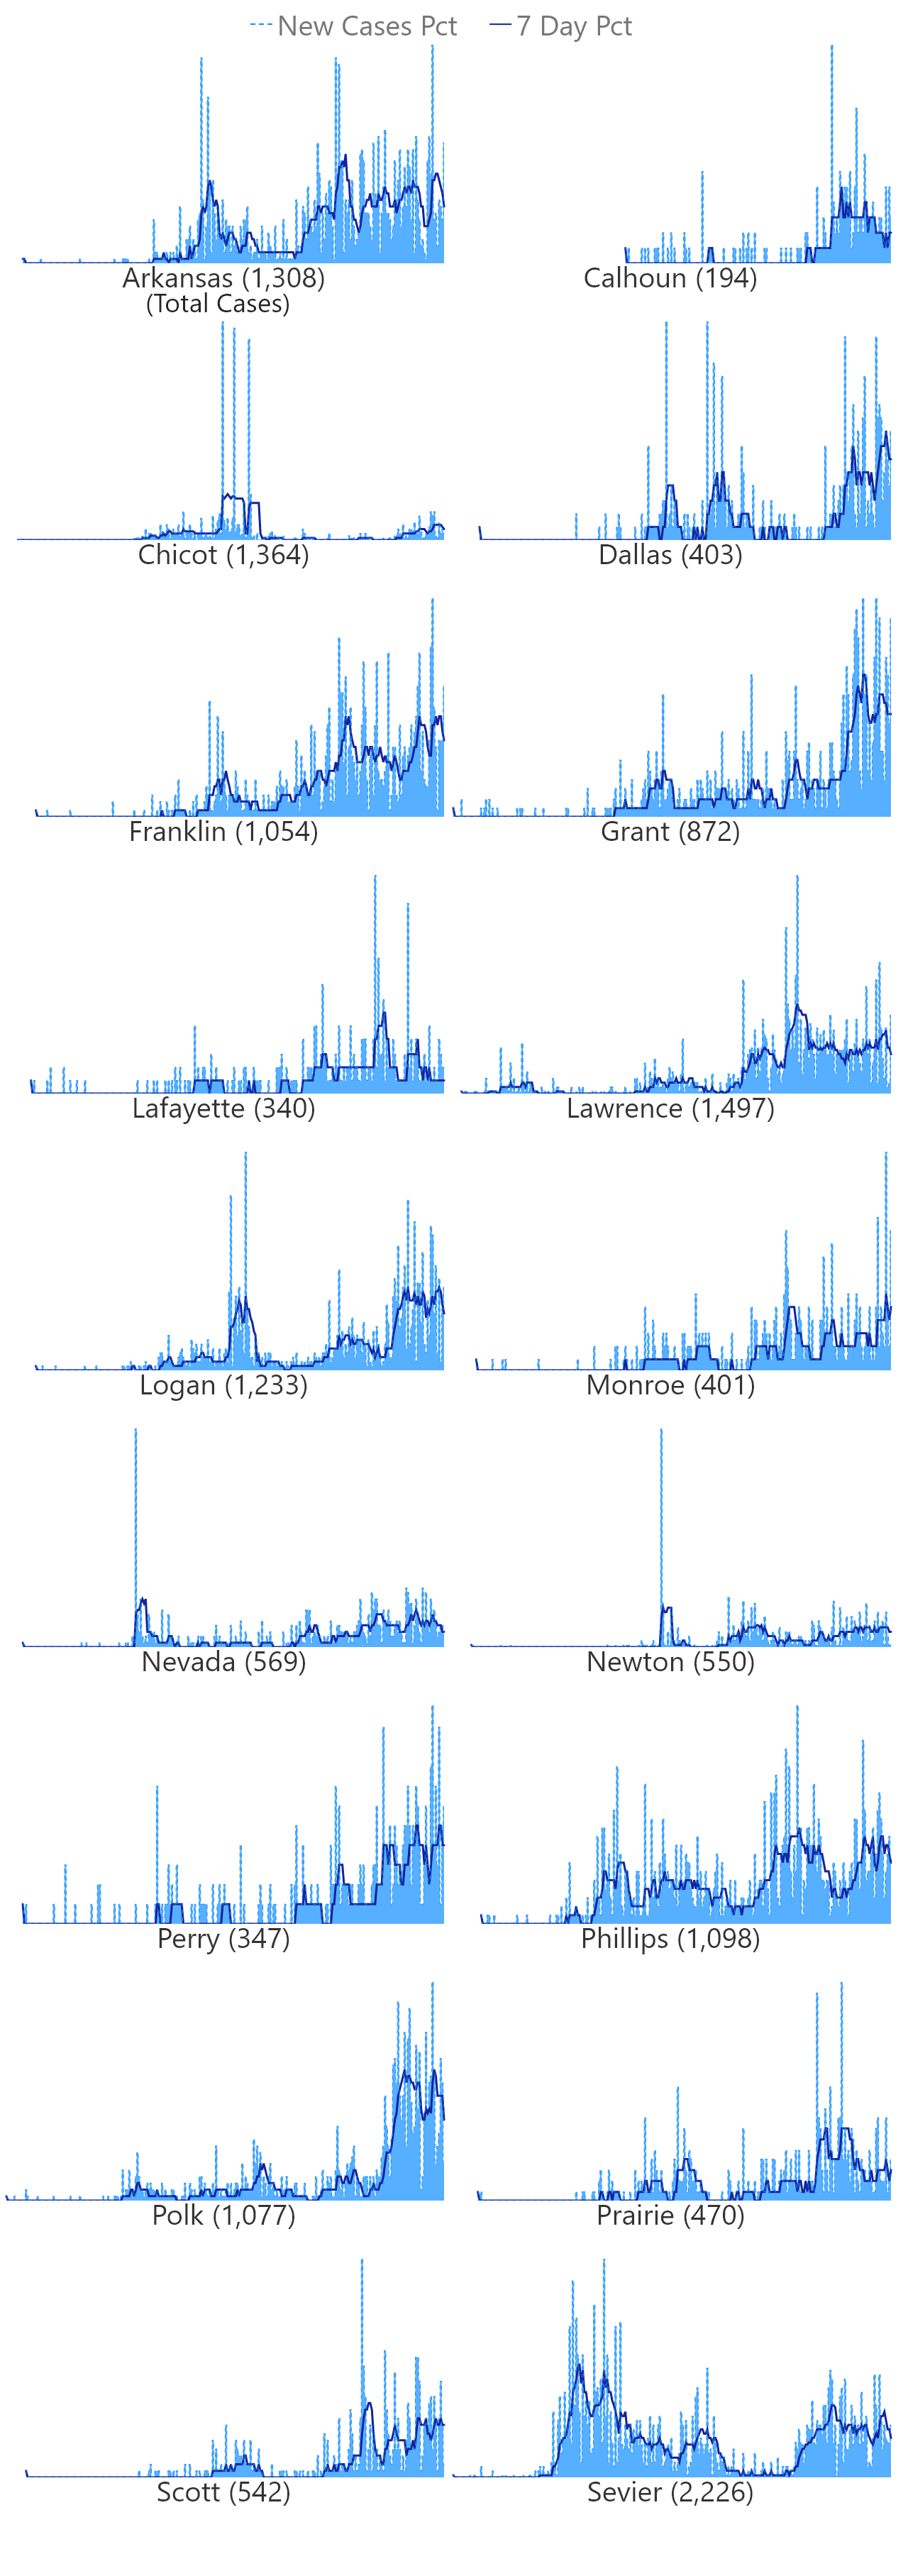 New Cases Pct 7 Day Pct
Arkansas (1,308) Calhoun (194)
(Total Cases)
Chicot (1,364) Dallas (403)
Franklin (1,054) Grant (872)
Lafayette (340) Lawrence (1,497)
Logan (1,233) Monroe (401)
Nevada (569) Newton (550)
Perry (347) Phillips (1,098)
Polk (1,077) Prairie (470)
Scott (542) Sevier (2,226)